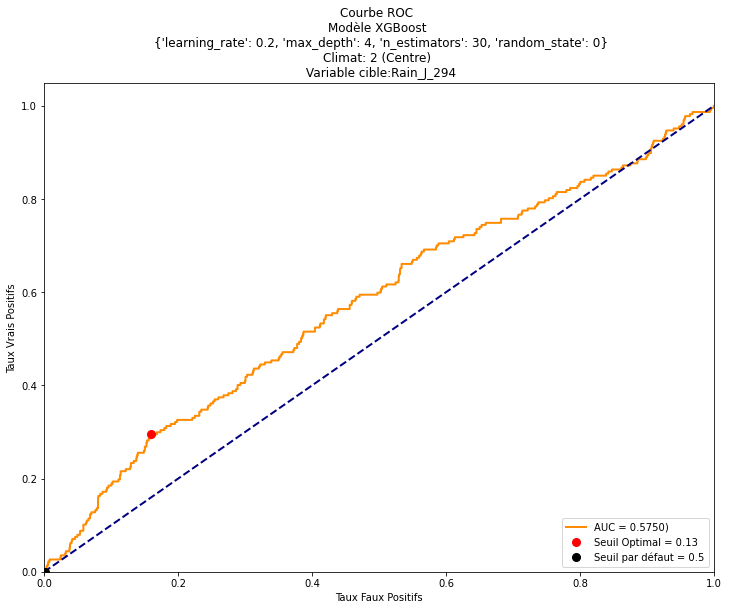 Courbe ROC
Modèle XGBoost
{'learning_rate': 0.2, 'max_depth': 4, 'n_estimators': 30, 'random_state': 0}
Climat: 2 (Centre)
Variable cible:Rain_J_294
1.0
0.8
0.6
0.4
0.2
0.0
Taux Vrais Positifs
AUC = 0.5750)
Seuil Optimal = 0.13
Seuil par défaut = 0.5
0.0 0.2 0.4 0.6 0.8 1.0
Taux Faux Positifs